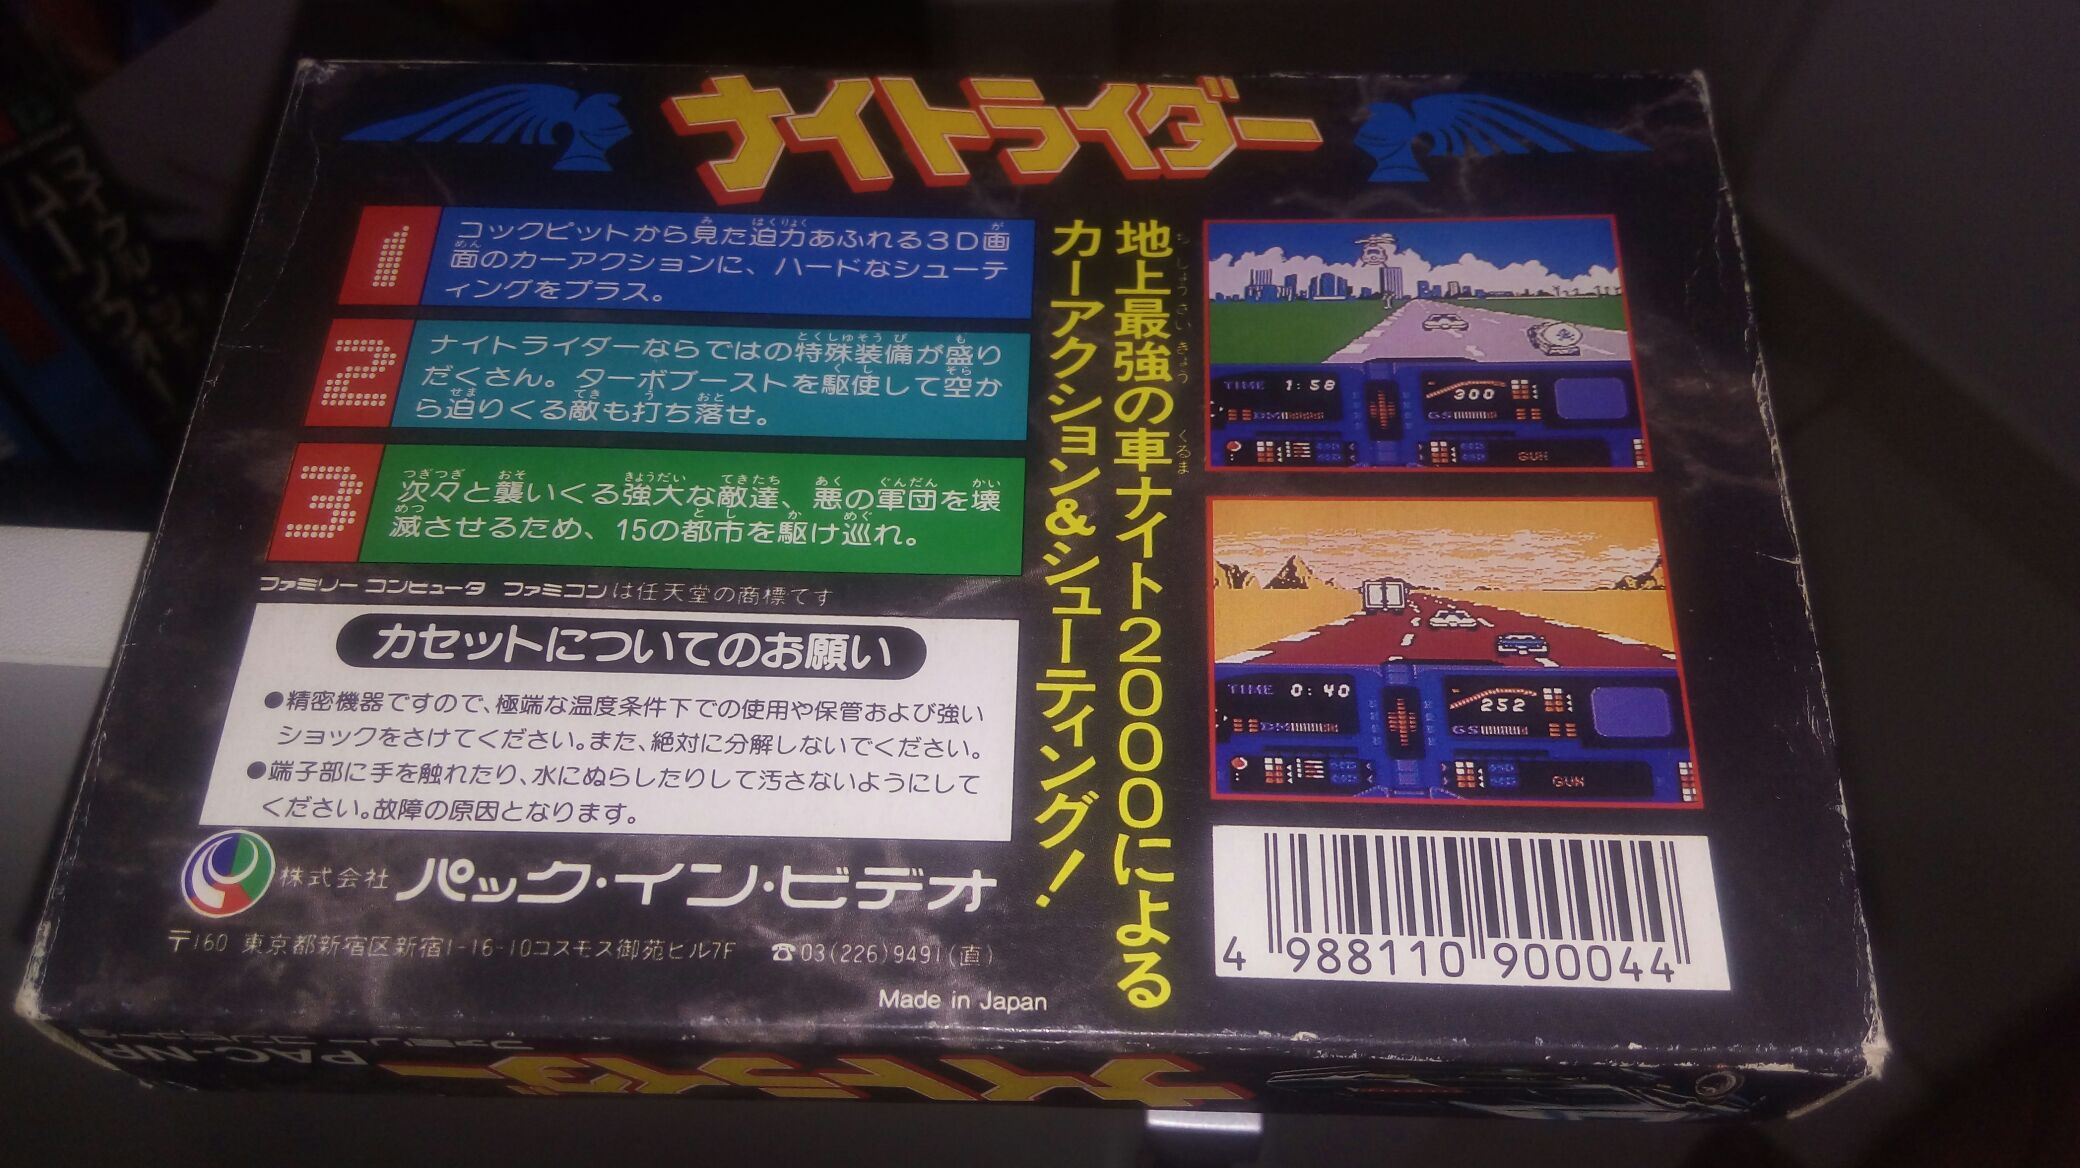 ナイトライダー
1
コックピットから見た迫力あふれる3D画
面のカーアクションに、ハードなシューテ
ィングをプラス。
2
ナイトライダーならではの特殊装備が盛り
だくさん。ターボブーストを駆使して空か
ら迫りくる敵も打ち落せ。
3
次々と襲いくる強大な敵達、悪の軍団を壊
滅させるため、15の都市を駆け巡れ。
ファミリーコンピュータ ファミコンは任天堂の商標です
地上最強の車ナイト2000による
カーアクション&シューティング!
カセットについてのお願い
●精密機器ですので、極端な温度条件下での使用や保管および強い
ショックをさけてください。また、絶対に分解しないでください。
●端子部に手を触れたり、水にぬらしたりして汚さないようにして
ください。故障の原因となります。
株式会社 パック・イン・ビデオ
〒160 東京都新宿区新宿1-16-10コスモス御苑ビル7F ☎03(226)9491(直)
Made in Japan
TIME 1:58
300
GS
GUN
TIME 0:40
252
GS
GUN
4 988110 900044
PAC-NR
ナイトライダー